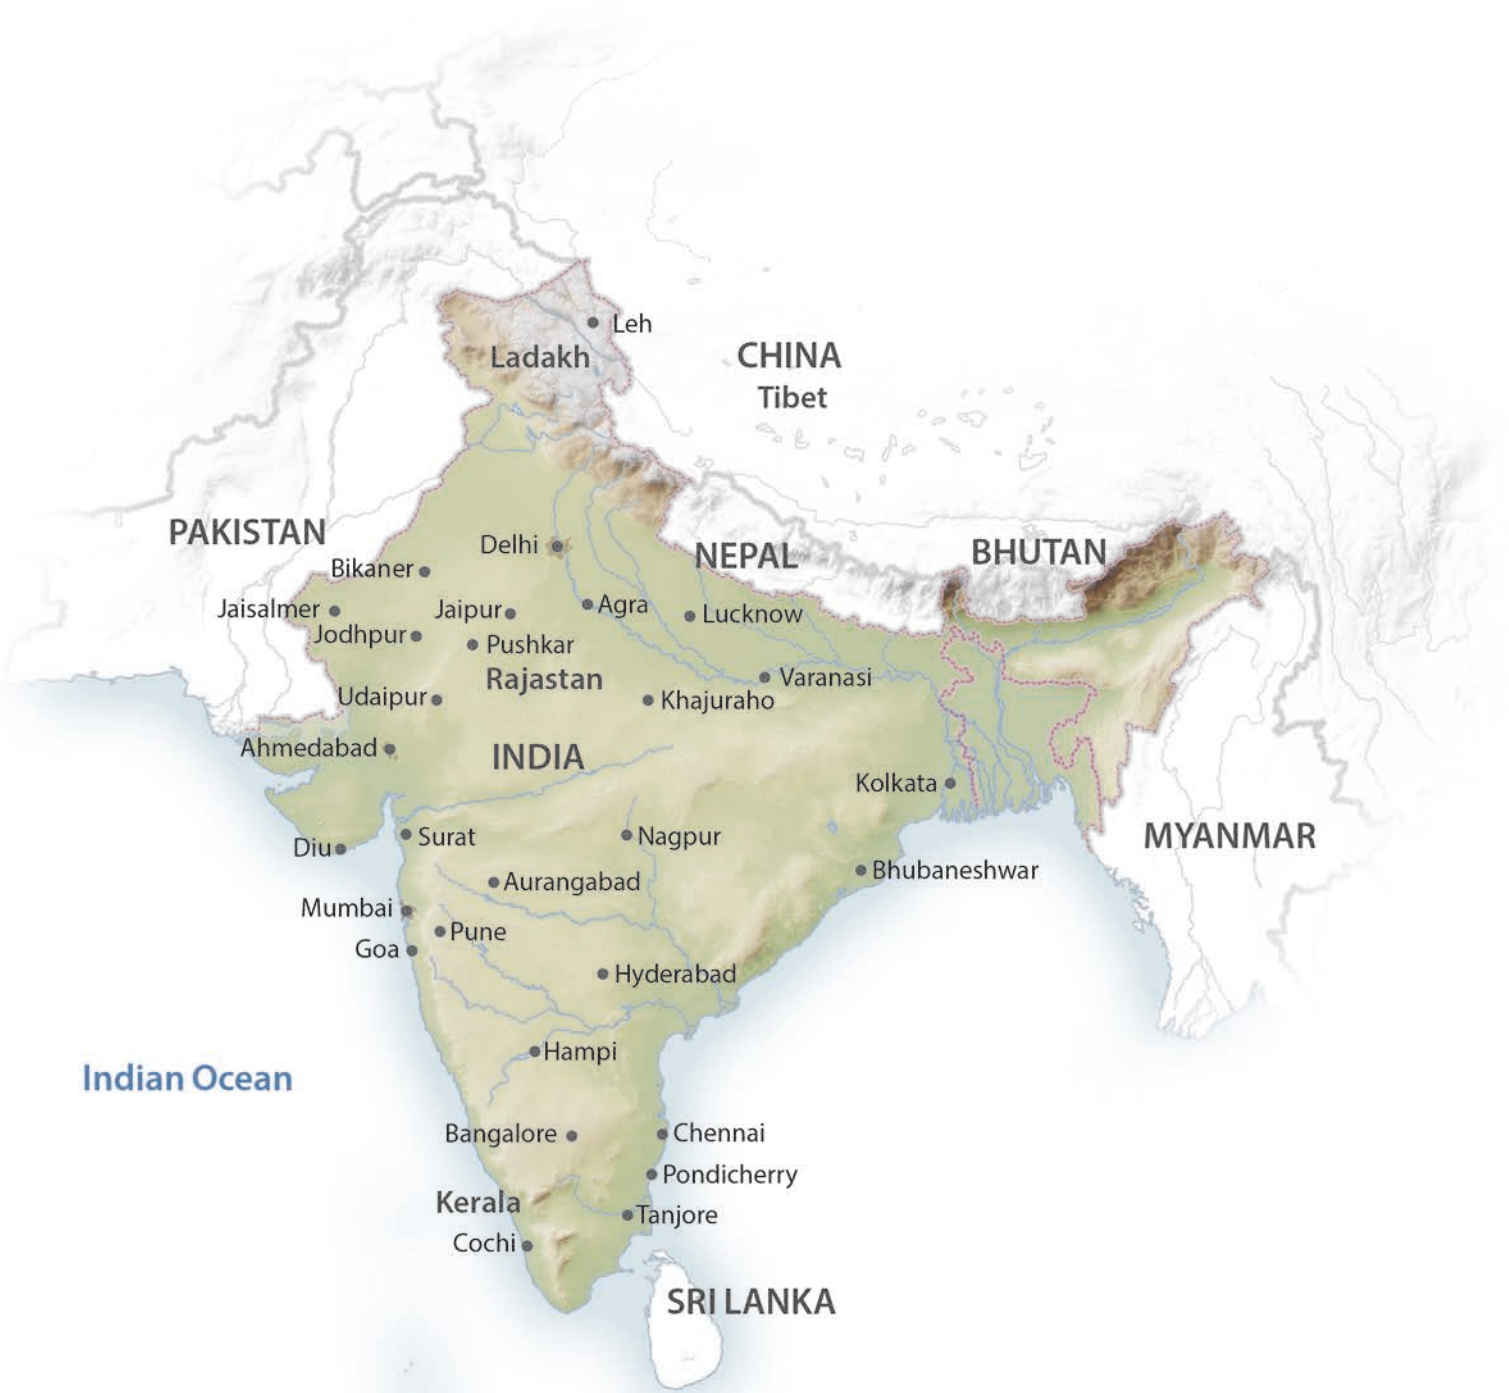 Leh
Ladakh
CHINA
Tibet
PAKISTAN
Delhi
NEPAL
BHUTAN
Bikaner
Jaisalmer
Jaipur
Agra
Lucknow
Jodhpur
Pushkar
Rajastan
Varanasi
Udaipur
Khajuraho
Ahmedabad
INDIA
Kolkata
Diu
Surat
Nagpur
MYANMAR
Aurangabad
Bhubaneshwar
Mumbai
Pune
Goa
Hyderabad
Hampi
Indian Ocean
Bangalore
Chennai
Pondicherry
Kerala
Tanjore
Cochi
SRI LANKA